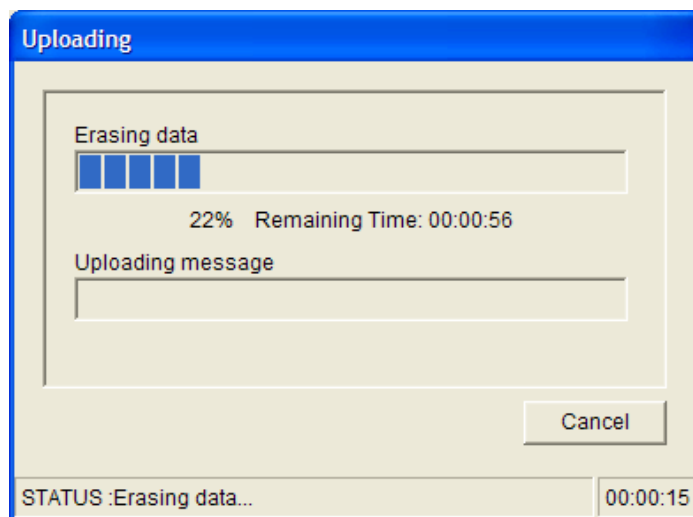 Uploading
Erasing data
22% Remaining Time: 00:00:56
Uploading message
Cancel
STATUS :Erasing data... 00:00:15